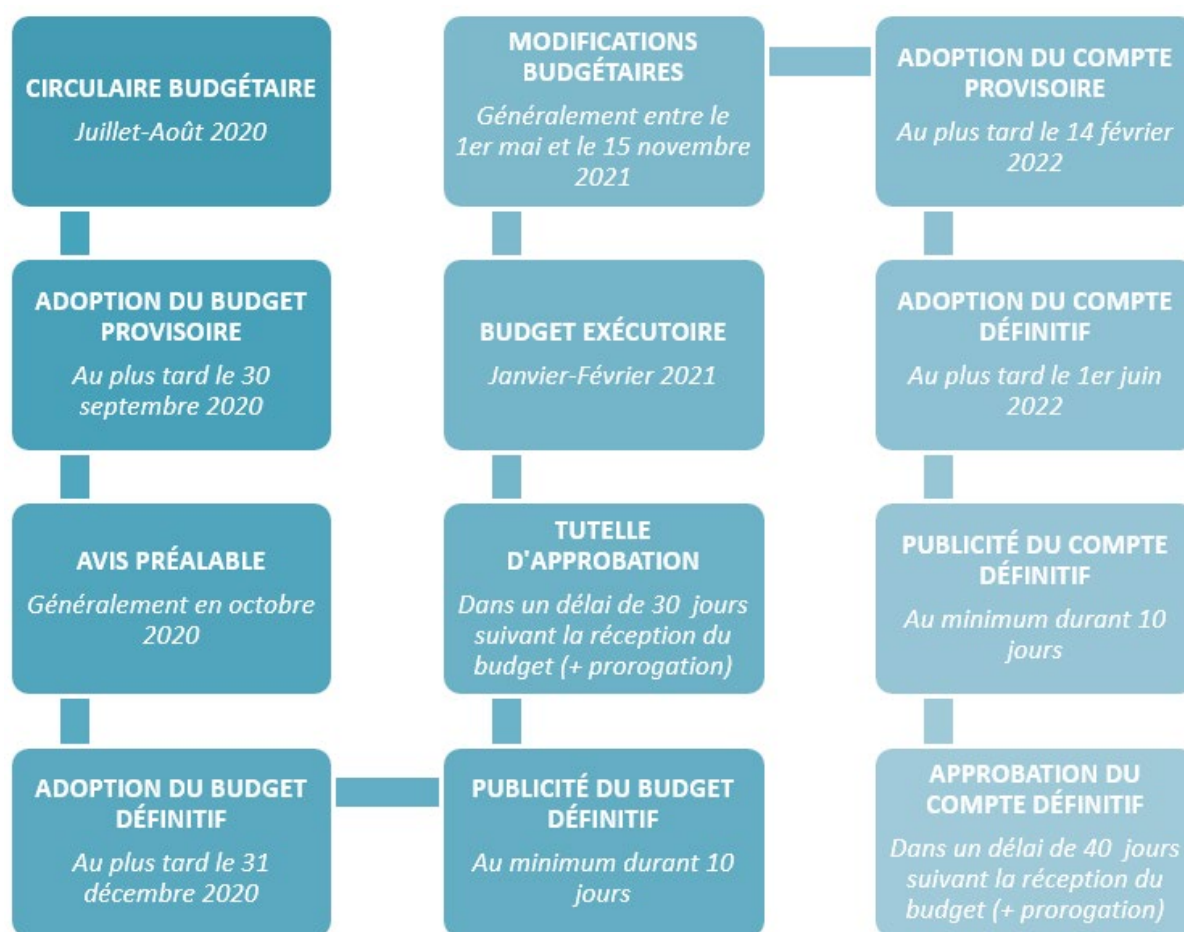 CIRCULAIRE BUDGÉTAIRE
Juillet-Août 2020
ADOPTION DU BUDGET
PROVISOIRE
Au plus tard le 30
septembre 2020
AVIS PRÉALABLE
Généralement en octobre
2020
ADOPTION DU BUDGET
DÉFINITIF
Au plus tard le 31
décembre 2020
PUBLICITÉ DU BUDGET
DÉFINITIF
Au minimum durant 10
jours
TUTELLE
D'APPROBATION
Dans un délai de 30 jours
suivant la réception du
budget (+ prorogation)
BUDGET EXÉCUTOIRE
Janvier-Février 2021
MODIFICATIONS
BUDGÉTAIRES
Généralement entre le
1er mai et le 15 novembre
2021
ADOPTION DU COMPTE
PROVISOIRE
Au plus tard le 14 février
2022
ADOPTION DU COMPTE
DÉFINITIF
Au plus tard le 1er juin
2022
PUBLICITÉ DU COMPTE
DÉFINITIF
Au minimum durant 10
jours
APPROBATION DU
COMPTE DÉFINITIF
Dans un délai de 40 jours
suivant la réception du
budget (+ prorogation)